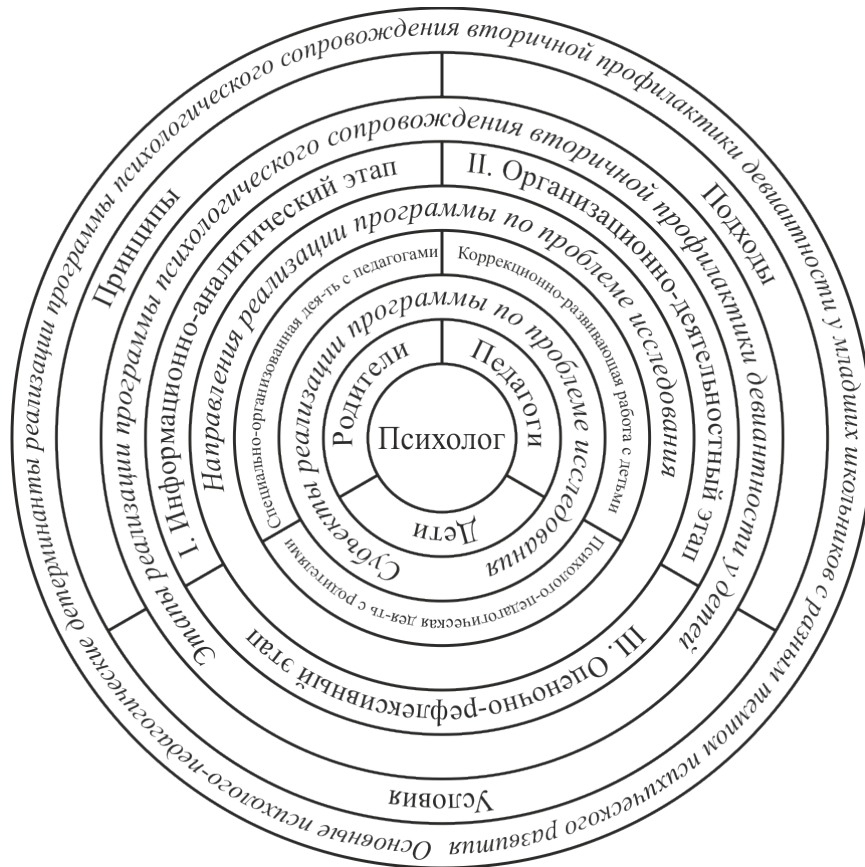 Основные психолого-педагогические детерминанты реализации программы психологического сопровождения вторичной профилактики девиантности у младших школьников с разным темпом психического развития
Принципы
Подходы
Условия
Этапы реализации программы психологического сопровождения вторичной профилактики девиантности у детей
I. Информационно-аналитический этап
II. Организационно-деятельностный этап
III. Оценочно-рефлексивный этап
Направления реализации программы по проблеме исследования
Специально-организованная дея-ть с педагогами
Коррекционно-развивающая работа с детьми
Психолого-педагогическая дея-ть с родителями
Субъекты реализации программы по проблеме исследования
Родители
Педагоги
Дети
Психолог